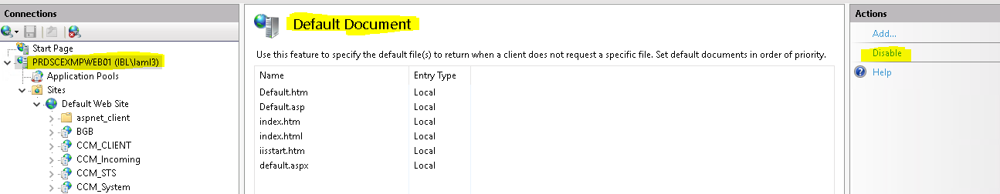 Connections
Start Page
PRDSCEXMPWEB01 (IBL\laml3)
Application Pools
Sites
Default Web Site
aspnet_client
BGB
CCM_CLIENT
CCM_Incoming
CCM_STS
CCM_System
Default Document
Use this feature to specify the default file(s) to return when a client does not request a specific file. Set default documents in order of priority.
Name Entry Type
Default.htm Local
Default.asp Local
index.htm Local
index.html Local
iisstart.htm Local
default.aspx Local
Actions
Add...
Disable
Help